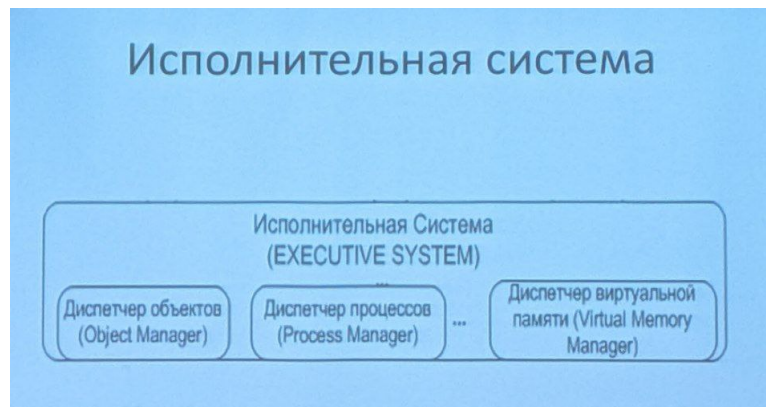 Исполнительная система
Исполнительная Система
(EXECUTIVE SYSTEM)
...
Диспетчер объектов
(Object Manager)
Диспетчер процессов
(Process Manager)
...
Диспетчер виртуальной
памяти (Virtual Memory
Manager)